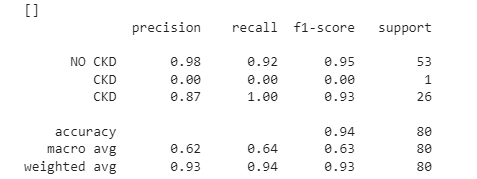 []
precision recall f1-score support
NO CKD 0.98 0.92 0.95 53
CKD 0.00 0.00 0.00 1
CKD 0.87 1.00 0.93 26
accuracy 0.94 80
macro avg 0.62 0.64 0.63 80
weighted avg 0.93 0.94 0.93 80